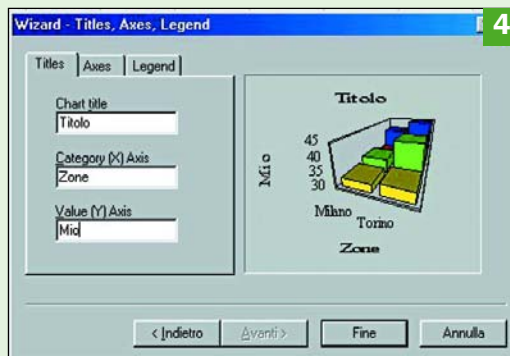 Wizard - Titles, Axes, Legend
4
Titles
Axes
Legend
Chart title
Titolo
Category (X) Axis
Zone
Value (Y) Axis
Mio
Titolo
Mio
45
40
35
30
Milano
Torino
Zone
< Indietro
Avanti >
Fine
Annulla